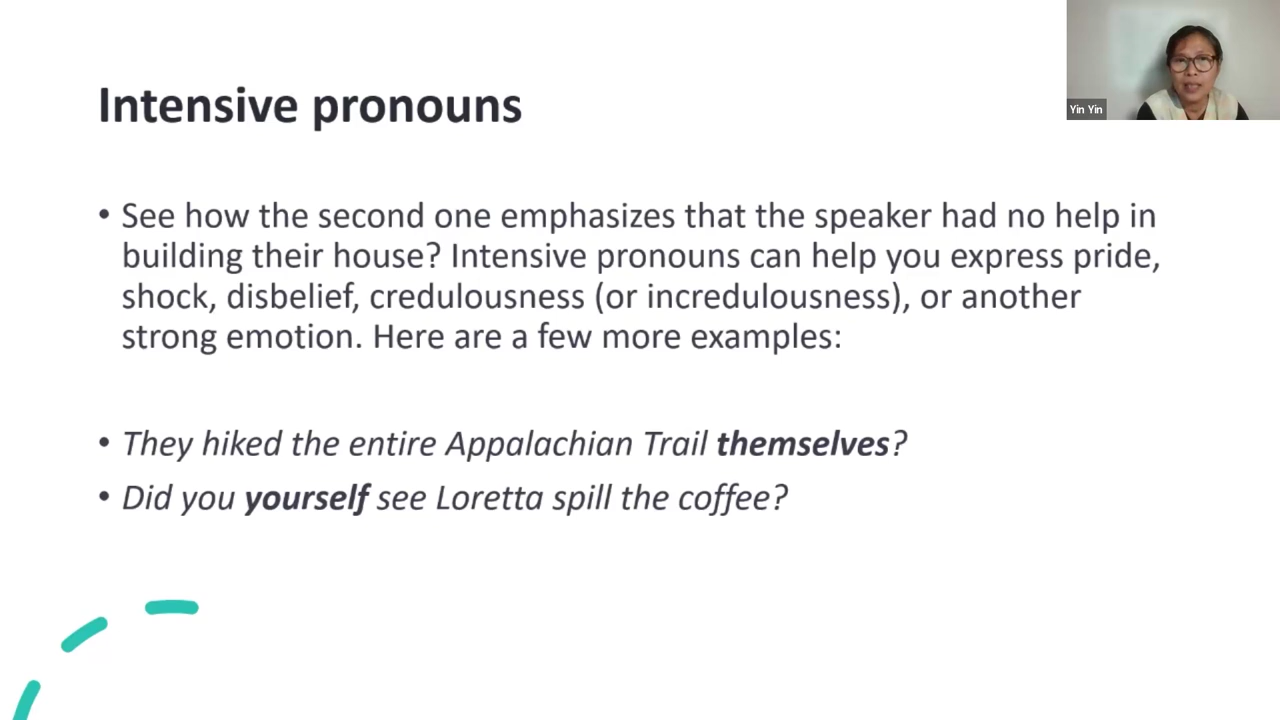 Intensive pronouns
Yin Yin
• See how the second one emphasizes that the speaker had no help in
building their house? Intensive pronouns can help you express pride,
shock, disbelief, credulousness (or incredulousness), or another
strong emotion. Here are a few more examples:
• They hiked the entire Appalachian Trail themselves?
• Did you yourself see Loretta spill the coffee?